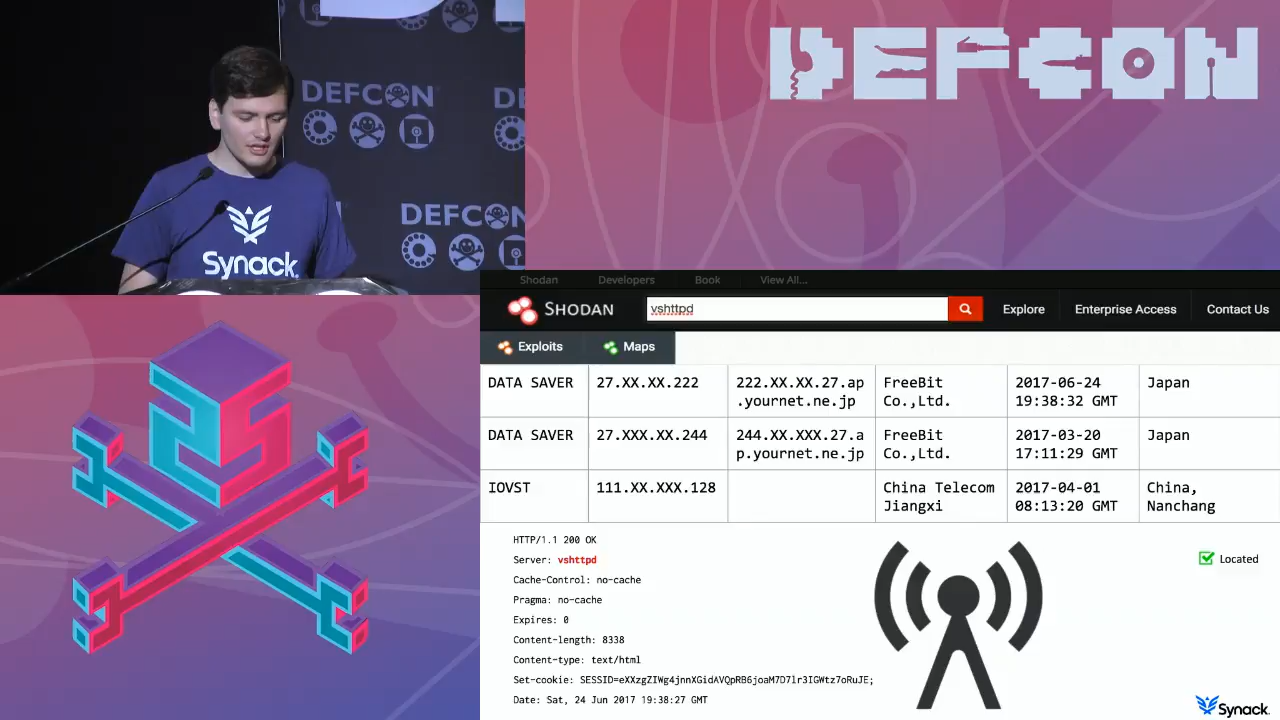 DEFCON
DEFCON
DE
DEFCON
Synack
Shodan Developers Book View All...
SHODAN vshttpd Explore Enterprise Access Contact Us
Exploits Maps
DATA SAVER 27.XX.XX.222 222.XX.XX.27.ap 2017-06-24 Japan
.yournet.ne.jp FreeBit Co.,Ltd. 19:38:32 GMT
DATA SAVER 27.XXX.XX.244 244.XX.XXX.27.a 2017-03-20 Japan
p.yournet.ne.jp FreeBit Co.,Ltd. 17:11:29 GMT
IOVST 111.XX.XXX.128 China Telecom 2017-04-01 China,
Jiangxi 08:13:20 GMT Nanchang
HTTP/1.1 200 OK
Server: vshttpd
Located
Cache-Control: no-cache
Pragma: no-cache
Expires: 0
Content-length: 8338
Content-type: text/html
Set-cookie: SESSID=eXXzgZIWg4jnnXGidAVQpRB6joaM7D7lr3IGWtz7oRuJE;
Date: Sat, 24 Jun 2017 19:38:27 GMT
Synack.